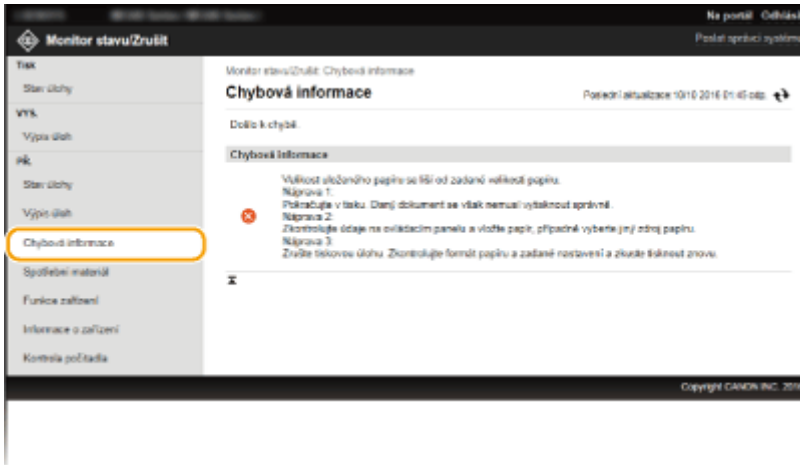 Na portál Odhlási
Monitor stavu/Zrušit
Poslat správci systému
Tisk
Stav úlohy
VYS.
Výpis úloh
PŘ.
Stav úlohy
Výpis úloh
Chybová informace
Spotřební materiál
Funkce zařízení
Informace o zařízení
Kontrola počítadla
Monitor stavu/Zrušit: Chybová informace
Chybová informace
Poslední aktualizace:10/10 2016 01:45 odp.
Došlo k chybě.
Chybová informace
Velikost uloženého papíru se liší od zadané velikosti papíru.
Náprava 1:
Pokračujte v tisku. Daný dokument se však nemusí vytisknout správně.
Náprava 2:
Zkontrolujte údaje na ovládacím panelu a vložte papír, případně vyberte jiný zdroj papíru.
Náprava 3:
Zrušte tiskovou úlohu. Zkontrolujte formát papíru a zadané nastavení a zkuste tisknout znovu.
Copyright CANON INC. 201